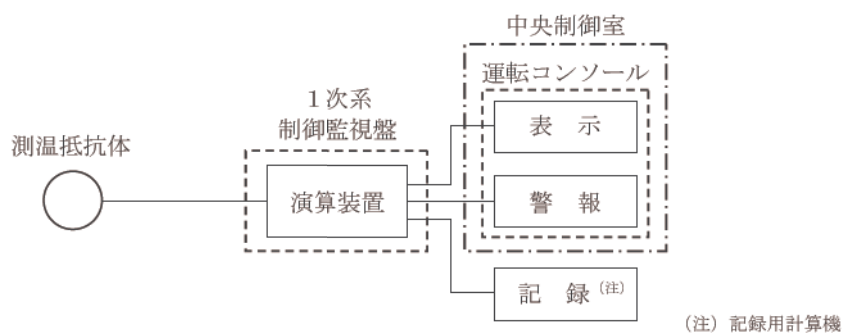 中央制御室
運転コンソール
1次系
制御監視盤
測温抵抗体
表 示
演算装置
警 報
記 録 (注)
(注) 記録用計算機